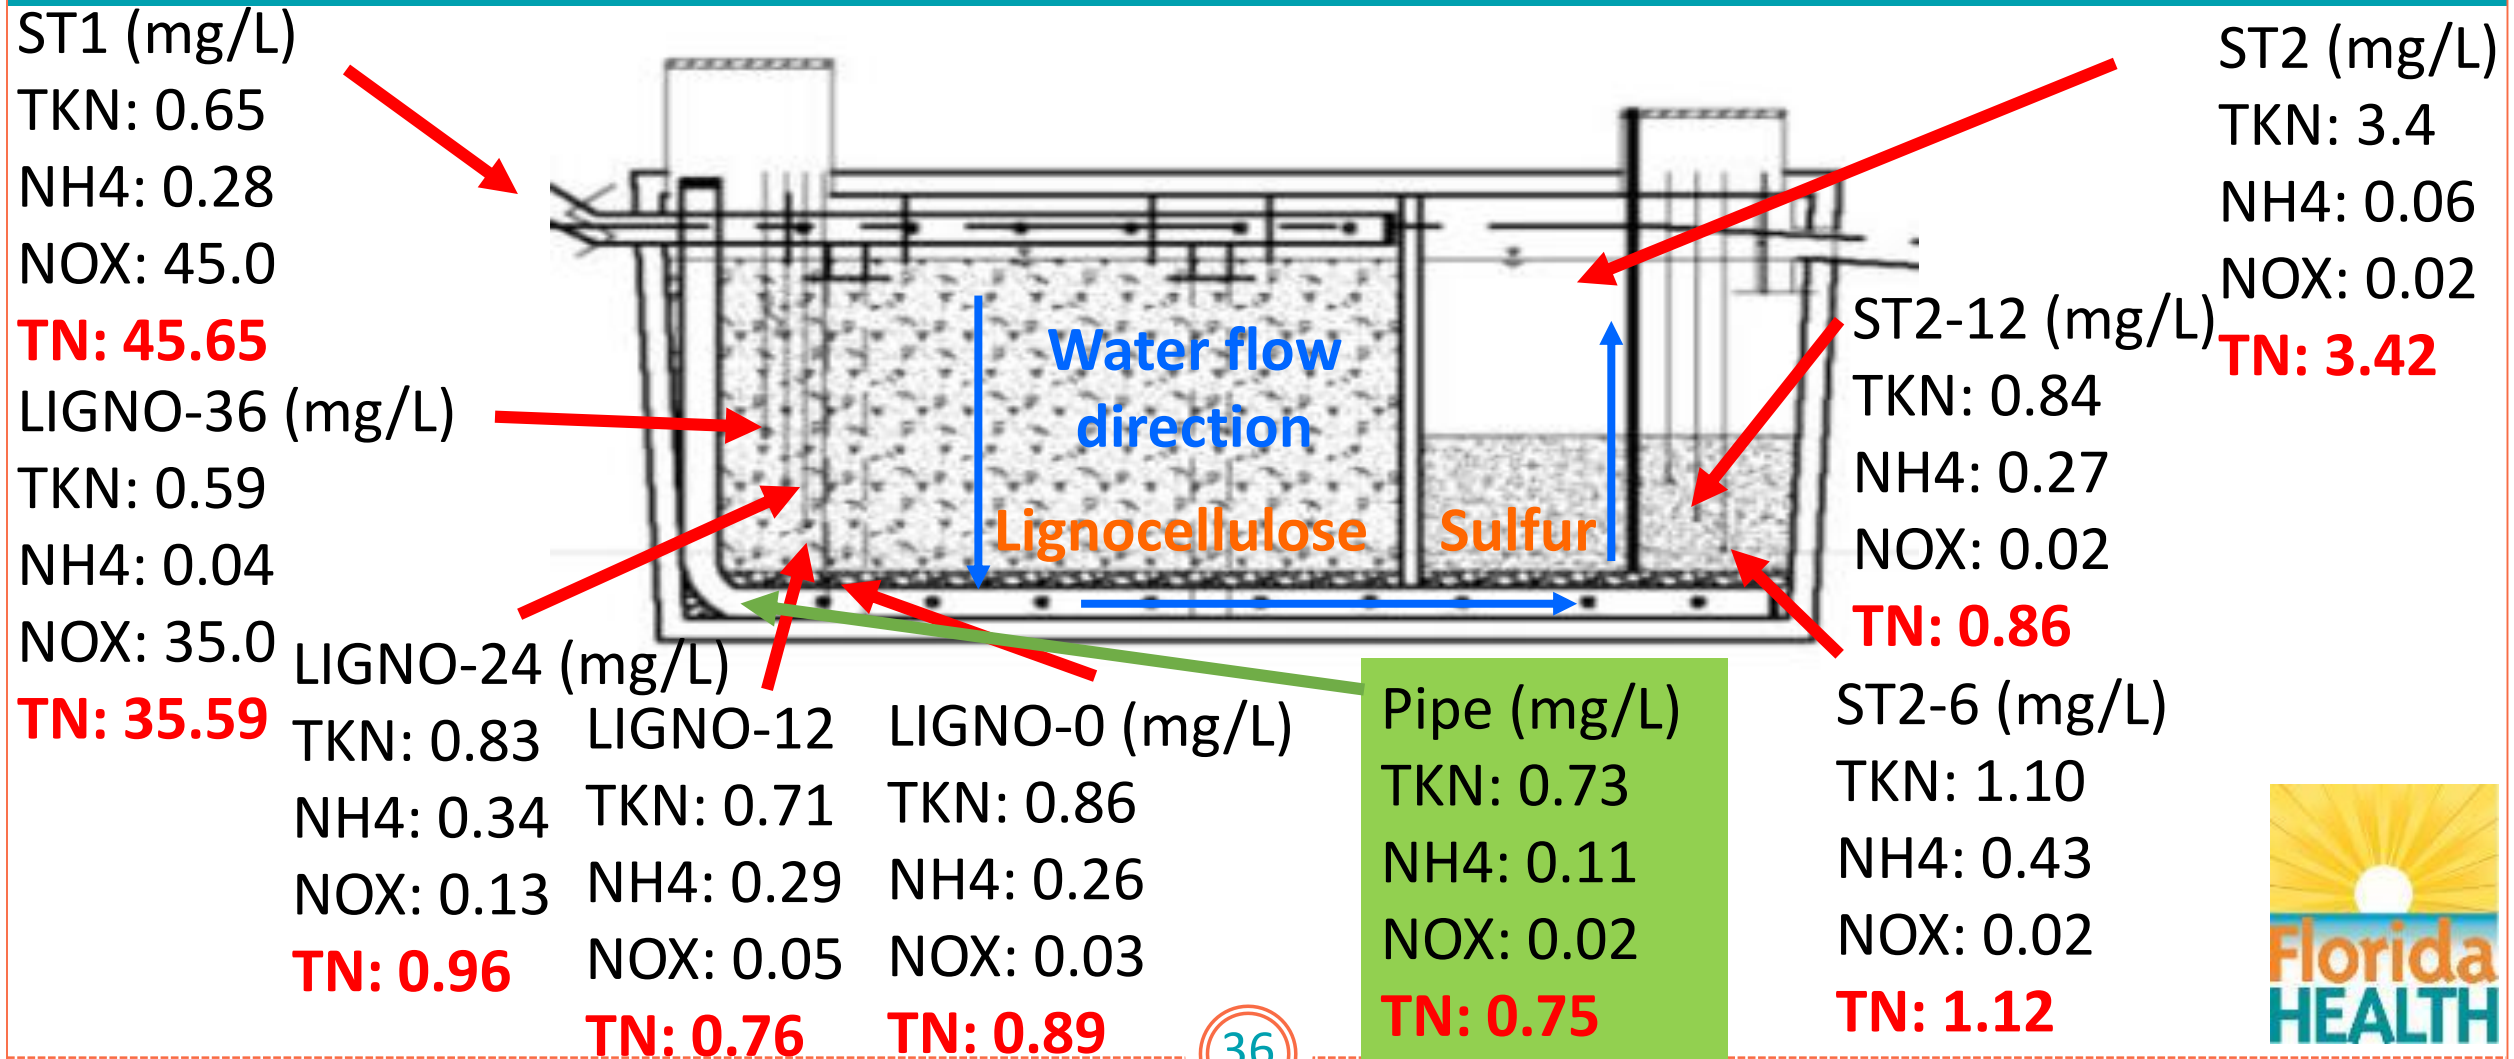 ST1 (mg/L)
TKN: 0.65
NH4: 0.28
NOX: 45.0
TN: 45.65
LIGNO-36 (mg/L)
TKN: 0.59
NH4: 0.04
NOX: 35.0
TN: 35.59
LIGNO-24 (mg/L)
TKN: 0.83
NH4: 0.34
NOX: 0.13
TN: 0.96
LIGNO-12
TKN: 0.71
NH4: 0.29
NOX: 0.05
TN: 0.76
LIGNO-0 (mg/L)
TKN: 0.86
NH4: 0.26
NOX: 0.03
TN: 0.89
Water flow
direction
Lignocellulose
Sulfur
Pipe (mg/L)
TKN: 0.73
NH4: 0.11
NOX: 0.02
TN: 0.75
ST2 (mg/L)
TKN: 3.4
NH4: 0.06
NOX: 0.02
TN: 3.42
ST2-12 (mg/L)
TKN: 0.84
NH4: 0.27
NOX: 0.02
TN: 0.86
ST2-6 (mg/L)
TKN: 1.10
NH4: 0.43
NOX: 0.02
TN: 1.12
36
Florida
HEALTH